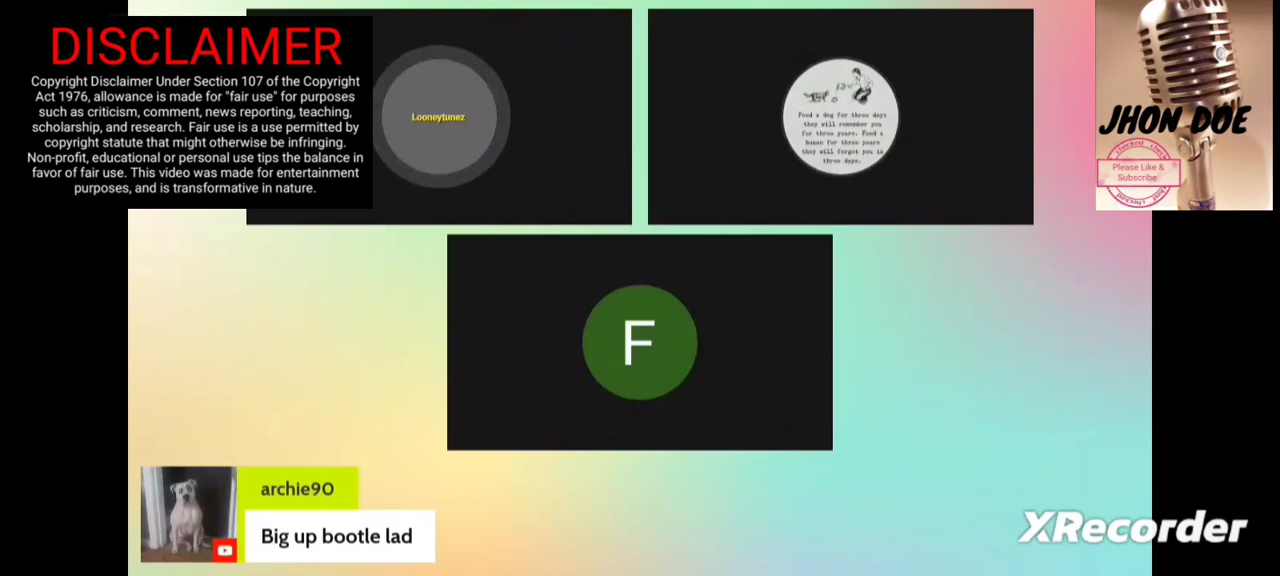 DISCLAIMER
Copyright Disclaimer Under Section 107 of the Copyright
Act 1976, allowance is made for "fair use" for purposes
such as criticism, comment, news reporting, teaching,
scholarship, and research. Fair use is a use permitted by
copyright statute that might otherwise be infringing.
Non-profit, educational or personal use tips the balance in
favor of fair use. This video was made for entertainment
purposes, and is transformative in nature.
Looneytunez
Feed a dog for three days
they will remember you
for three years. Feed a
human for three years
they will forget you in
three days.
JHON DOE
Please Like &
Subscribe
F
archie90
Big up bootle lad
XRecorder